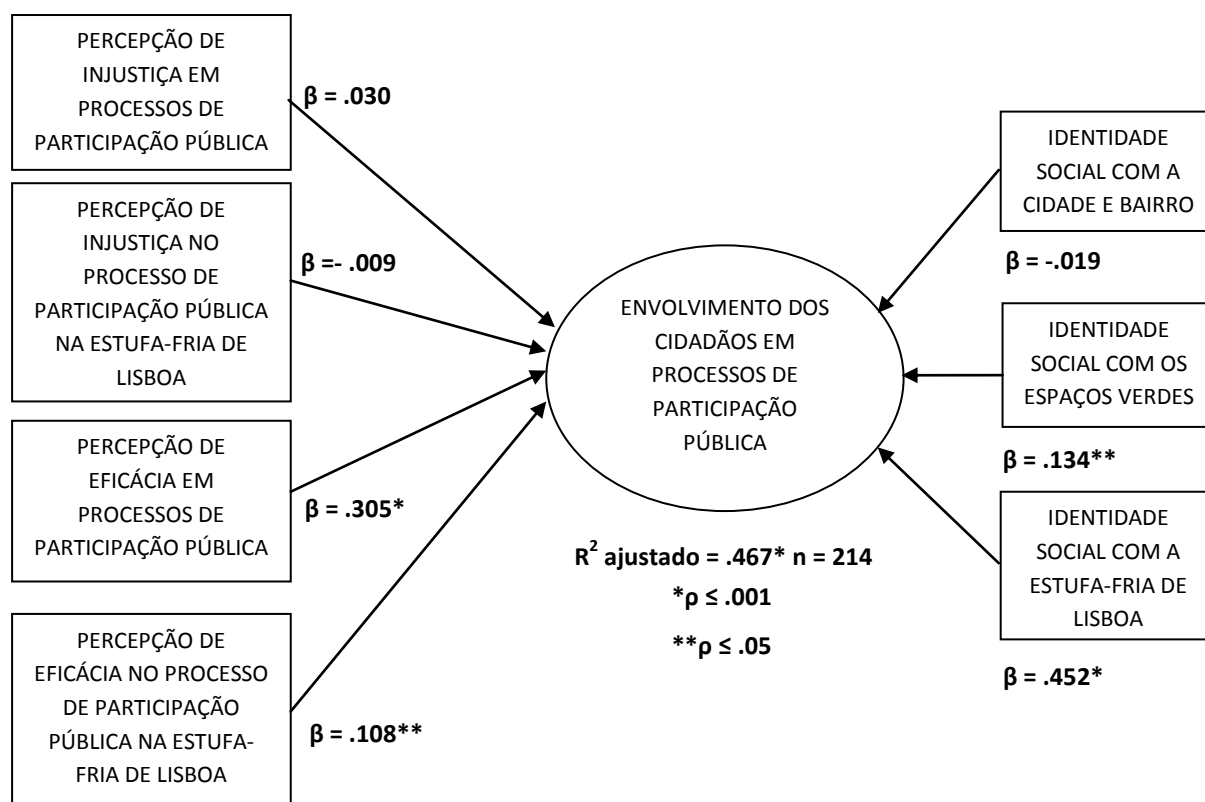 PERCEPÇÃO DE
INJUSTIÇA EM
PROCESSOS DE
PARTICIPAÇÃO PÚBLICA
β = .030
PERCEPÇÃO DE
INJUSTIÇA NO
PROCESSO DE
PARTICIPAÇÃO PÚBLICA
NA ESTUFA-FRIA DE
LISBOA
β =- .009
PERCEPÇÃO DE
EFICÁCIA EM
PROCESSOS DE
PARTICIPAÇÃO PÚBLICA
β = .305*
PERCEPÇÃO DE
EFICÁCIA NO PROCESSO
DE PARTICIPAÇÃO
PÚBLICA NA ESTUFA-
FRIA DE LISBOA
β = .108**
ENVOLVIMENTO DOS
CIDADÃOS EM
PROCESSOS DE
PARTICIPAÇÃO
PÚBLICA
R² ajustado = .467* n = 214
*ρ ≤ .001
**ρ ≤ .05
IDENTIDADE
SOCIAL COM A
CIDADE E BAIRRO
β = -.019
IDENTIDADE
SOCIAL COM OS
ESPAÇOS VERDES
β = .134**
IDENTIDADE
SOCIAL COM A
ESTUFA-FRIA DE
LISBOA
β = .452*